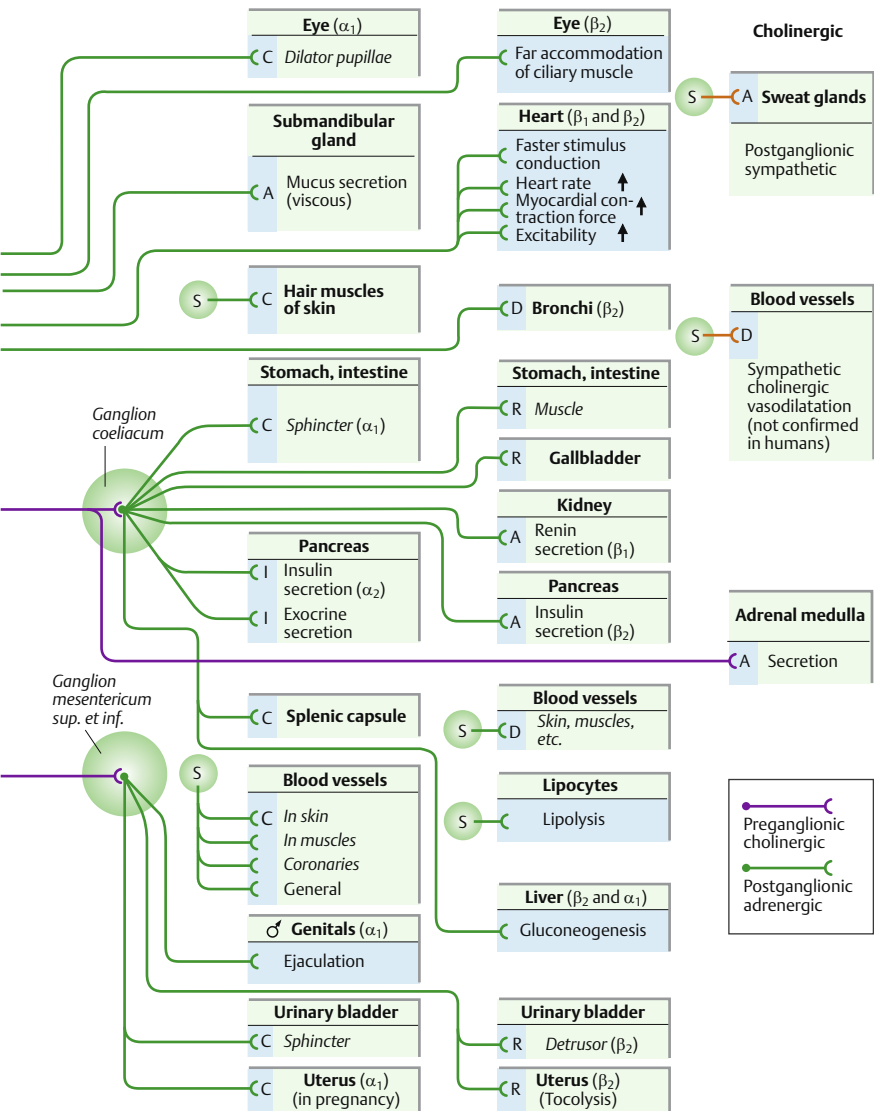 Eye (α1)
C Dilator pupillae
Submandibular
gland
A Mucus secretion
(viscous)
S C Hair muscles
of skin
Stomach, intestine
C Sphincter (α1)
Ganglion
coeliacum
Pancreas
I Insulin
secretion (α2)
I Exocrine
secretion
Ganglion
mesentericum
sup. et inf.
C Splenic capsule
S
Blood vessels
C In skin
In muscles
Coronaries
General
♂ Genitals (α1)
Ejaculation
Urinary bladder
C Sphincter
C Uterus (α1)
(in pregnancy)
Eye (β2)
Far accommodation
of ciliary muscle
Heart (β1 and β2)
Faster stimulus
conduction
Heart rate
Myocardial con-
traction force
Excitability
D Bronchi (β2)
Stomach, intestine
R Muscle
R Gallbladder
Kidney
A Renin
secretion (β1)
Pancreas
A Insulin
secretion (β2)
Blood vessels
S D Skin, muscles,
etc.
Lipocytes
S Lipolysis
Liver (β2 and α1)
Gluconeogenesis
Urinary bladder
R Detrusor (β2)
R Uterus (β2)
(Tocolysis)
Cholinergic
S A Sweat glands
Postganglionic
sympathetic
Blood vessels
S D
Sympathetic
cholinergic
vasodilatation
(not confirmed
in humans)
Adrenal medulla
A Secretion
Preganglionic
cholinergic
Postganglionic
adrenergic